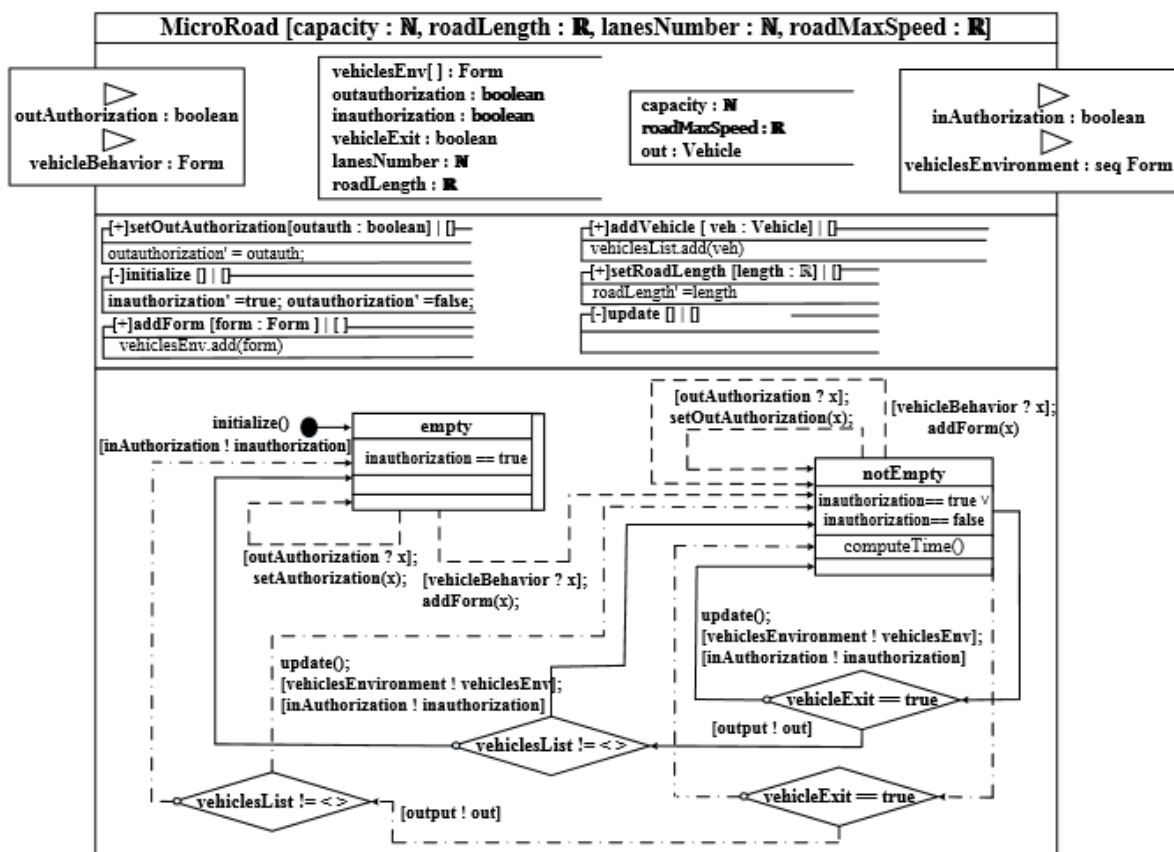 MicroRoad [capacity : ℕ, roadLength : ℝ, lanesNumber : ℕ, roadMaxSpeed : ℝ]
outAuthorization : boolean
vehicleBehavior : Form
vehiclesEnv[ ] : Form
outauthorization : boolean
inauthorization : boolean
vehicleExit : boolean
lanesNumber : ℕ
roadLength : ℝ
capacity : ℕ
roadMaxSpeed : ℝ
out : Vehicle
inAuthorization : boolean
vehiclesEnvironment : seq Form
[+]setOutAuthorization[outauth : boolean] | []
outauthorization' = outauth;
[-]initialize [] | []
inauthorization' =true; outauthorization' =false;
[+]addForm [form : Form ] | [ ]
vehiclesEnv.add(form)
[+]addVehicle [ veh : Vehicle] | []
vehiclesList.add(veh)
[+]setRoadLength [length : ℝ] | []
roadLength' =length
[-]update [] | []
initialize()
[inAuthorization ! inauthorization]
empty
inauthorization == true
[outAuthorization ? x];
setAuthorization(x);
[vehicleBehavior ? x];
addForm(x);
[outAuthorization ? x];
setOutAuthorization(x);
[vehicleBehavior ? x];
addForm(x)
notEmpty
inauthorization== true ∨
inauthorization== false
computeTime()
update();
[vehiclesEnvironment ! vehiclesEnv];
[inAuthorization ! inauthorization]
update();
[vehiclesEnvironment ! vehiclesEnv];
[inAuthorization ! inauthorization]
vehicleExit == true
[output ! out]
vehiclesList != < >
vehiclesList != < >
[output ! out]
vehicleExit == true